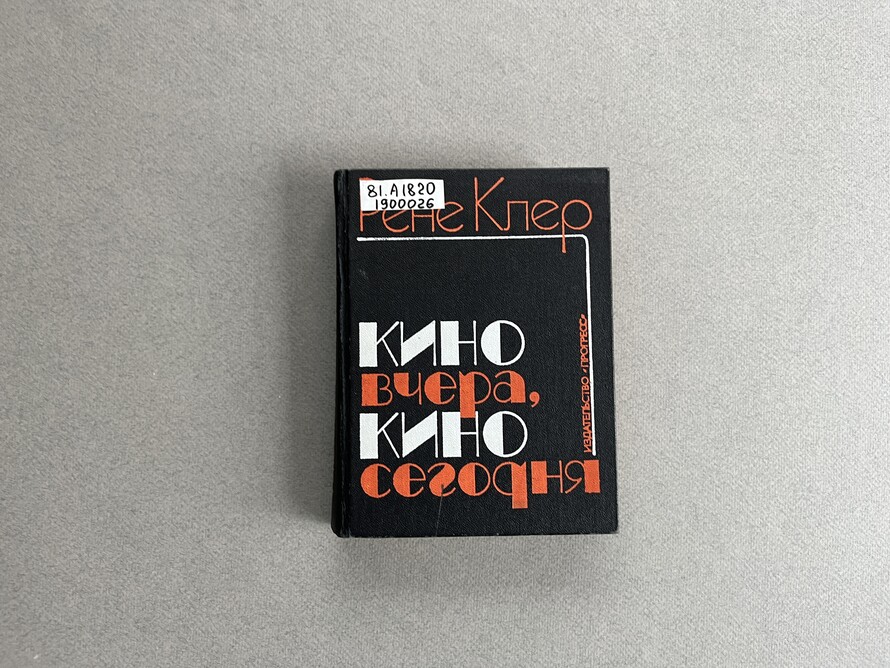 81.A1820
1900026
Рене Клер
КИНО
вчера,
КИНО
сегодня
ИЗДАТЕЛЬСТВО «ПРОГРЕСС»